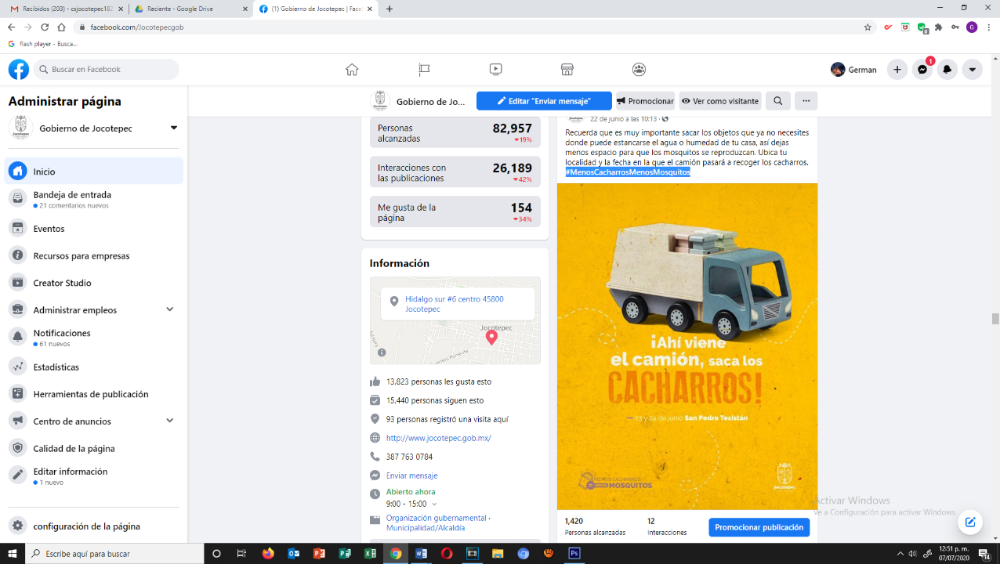 Recibidos (203) - csjocotepec182
Reciente - Google Drive
(1) Gobierno de Jocotepec | Face
facebook.com/Jocotepecgob
flash player - Busca...
Buscar en Facebook
German
1
Administrar página
Gobierno de Jocotepec
Inicio
Bandeja de entrada
21 comentarios nuevos
Eventos
Recursos para empresas
Creator Studio
Administrar empleos
Notificaciones
61 nuevos
Estadísticas
Herramientas de publicación
Centro de anuncios
Calidad de la página
Editar información
1 nuevo
configuración de la página
Gobierno de Jo...
Editar "Enviar mensaje"
Promocionar
Ver como visitante
Personas alcanzadas
82,957
19%
Interacciones con las publicaciones
26,189
42%
Me gusta de la página
154
34%
Información
Hidalgo sur #6 centro 45800
Jocotepec
Jocotepec
13,823 personas les gusta esto
15,440 personas siguen esto
93 personas registró una visita aquí
http://www.jocotepec.gob.mx/
387 763 0784
Enviar mensaje
Abierto ahora
9:00 - 15:00
Organización gubernamental ·
Municipalidad/Alcaldía
22 de junio a las 10:13 ·
Recuerda que es muy importante sacar los objetos que ya no necesites
donde puede estancarse el agua o humedad de tu casa, así dejas
menos espacio para que los mosquitos se reproduzcan. Ubica tu
localidad y la fecha en la que el camión pasará a recoger los cacharros.
#MenosCacharrosMenosMosquitos
¡Ahí viene
el camión, saca los
CACHARROS!
23 y 24 de junio San Pedro Tesistán
MENOS CACHARROS
MOSQUITOS
Jocotepec
1,420
Personas alcanzadas
12
Interacciones
Promocionar publicación
Activar Windows
Ve a Configuración para activar Windows.
Escribe aquí para buscar
12:51 p. m.
07/07/2020